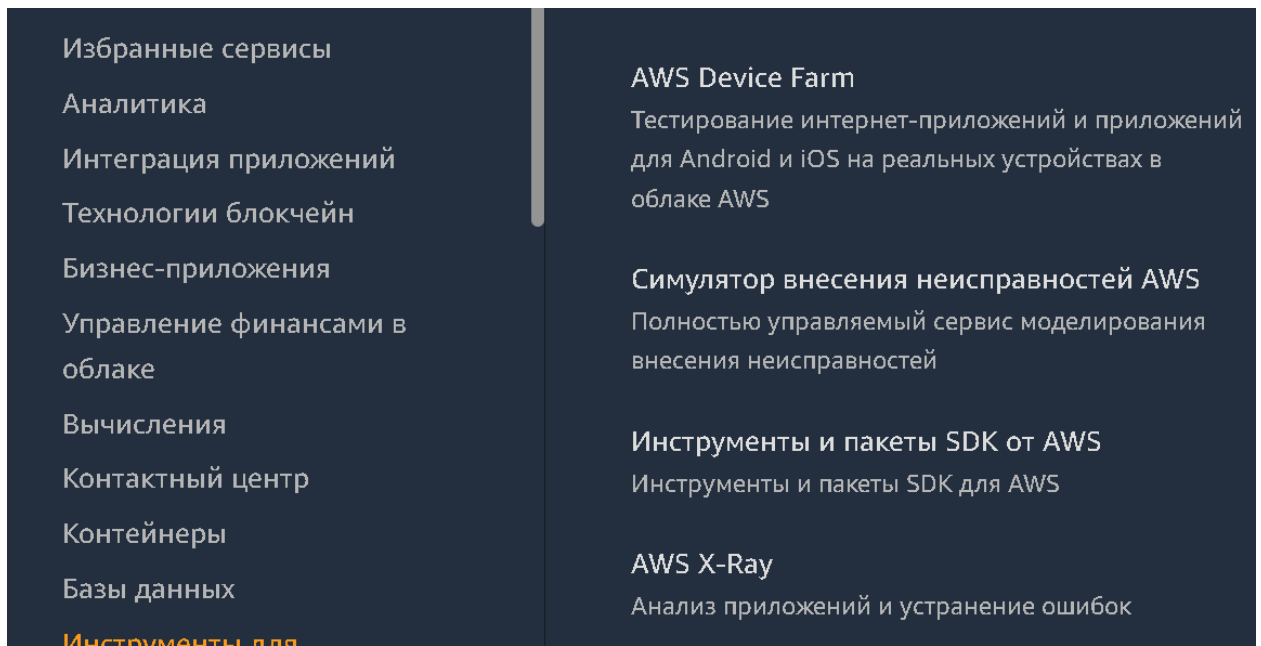 Избранные сервисы
Аналитика
Интеграция приложений
Технологии блокчейн
Бизнес-приложения
Управление финансами в
облаке
Вычисления
Контактный центр
Контейнеры
Базы данных
Инструменты для
AWS Device Farm
Тестирование интернет-приложений и приложений
для Android и iOS на реальных устройствах в
облаке AWS
Симулятор внесения неисправностей AWS
Полностью управляемый сервис моделирования
внесения неисправностей
Инструменты и пакеты SDK от AWS
Инструменты и пакеты SDK для AWS
AWS X-Ray
Анализ приложений и устранение ошибок